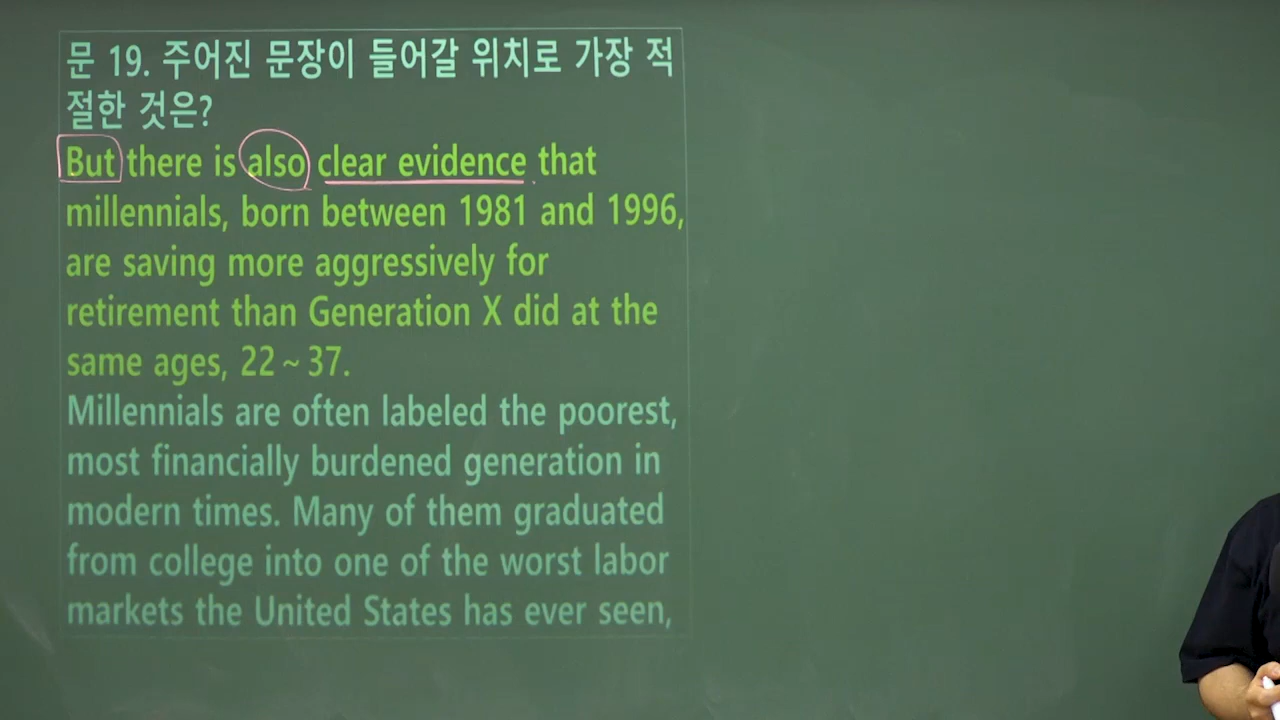 문 19. 주어진 문장이 들어갈 위치로 가장 적
절한 것은?
But there is also clear evidence that
millennials, born between 1981 and 1996,
are saving more aggressively for
retirement than Generation X did at the
same ages, 22 ~ 37.
Millennials are often labeled the poorest,
most financially burdened generation in
modern times. Many of them graduated
from college into one of the worst labor
markets the United States has ever seen,